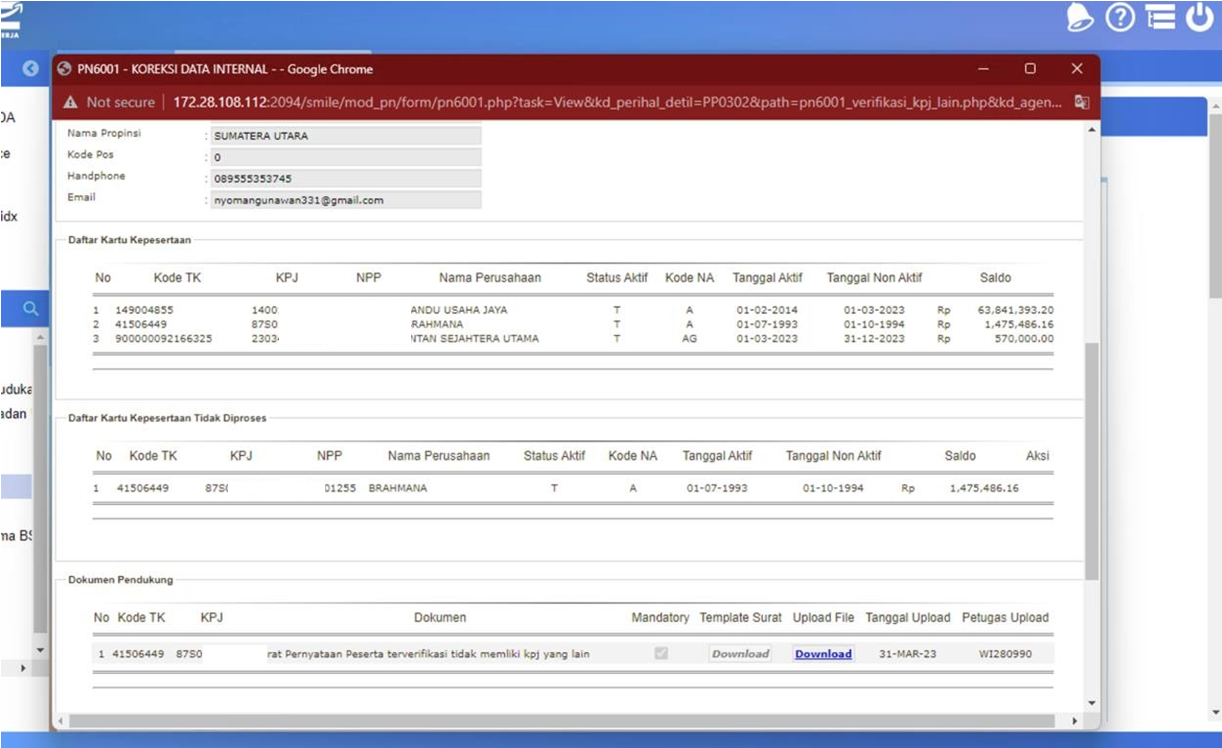 ERJA
PN6001 - KOREKSI DATA INTERNAL - - Google Chrome
Not secure | 172.28.108.112:2094/smile/mod_pn/form/pn6001.php?task=View&kd_perihal_detil=PP0302&path=pn6001_verifikasi_kpj_lain.php&kd_agen...
DA
Nama Propinsi : SUMATERA UTARA
ce
Kode Pos : 0
Handphone : 089555353745
Email : nyomangunawan331@gmail.com
idx
Daftar Kartu Kepesertaan
No Kode TK KPJ NPP Nama Perusahaan Status Aktif Kode NA Tanggal Aktif Tanggal Non Aktif Saldo
1 149004855 1400 ANDU USAHA JAYA T A 01-02-2014 01-03-2023 Rp 63,841,393.20
2 41506449 87S0 RAHMANA T A 01-07-1993 01-10-1994 Rp 1,475,486.16
3 900000092166325 2303 NTAN SEJAHTERA UTAMA T AG 01-03-2023 31-12-2023 Rp 570,000.00
uduka
adan
Daftar Kartu Kepesertaan Tidak Diproses
No Kode TK KPJ NPP Nama Perusahaan Status Aktif Kode NA Tanggal Aktif Tanggal Non Aktif Saldo Aksi
1 41506449 87S( 01255 BRAHMANA T A 01-07-1993 01-10-1994 Rp 1,475,486.16
ma BS
Dokumen Pendukung
No Kode TK KPJ Dokumen Mandatory Template Surat Upload File Tanggal Upload Petugas Upload
1 41506449 87S0 rat Pernyataan Peserta terverifikasi tidak memliki kpj yang lain Download Download 31-MAR-23 WI280990